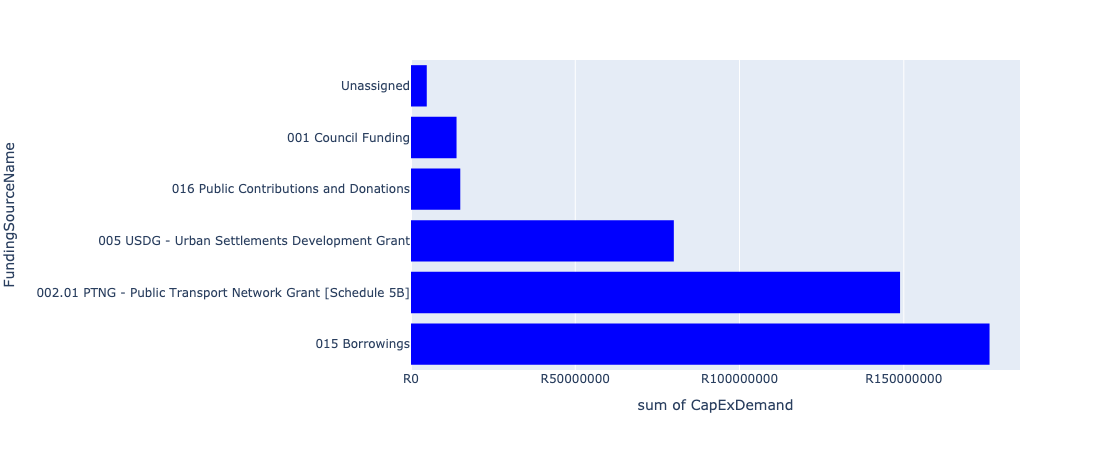 FundingSourceName
Unassigned
001 Council Funding
016 Public Contributions and Donations
005 USDG - Urban Settlements Development Grant
002.01 PTNG - Public Transport Network Grant [Schedule 5B]
015 Borrowings
R0 R50000000 R100000000 R150000000
sum of CapExDemand